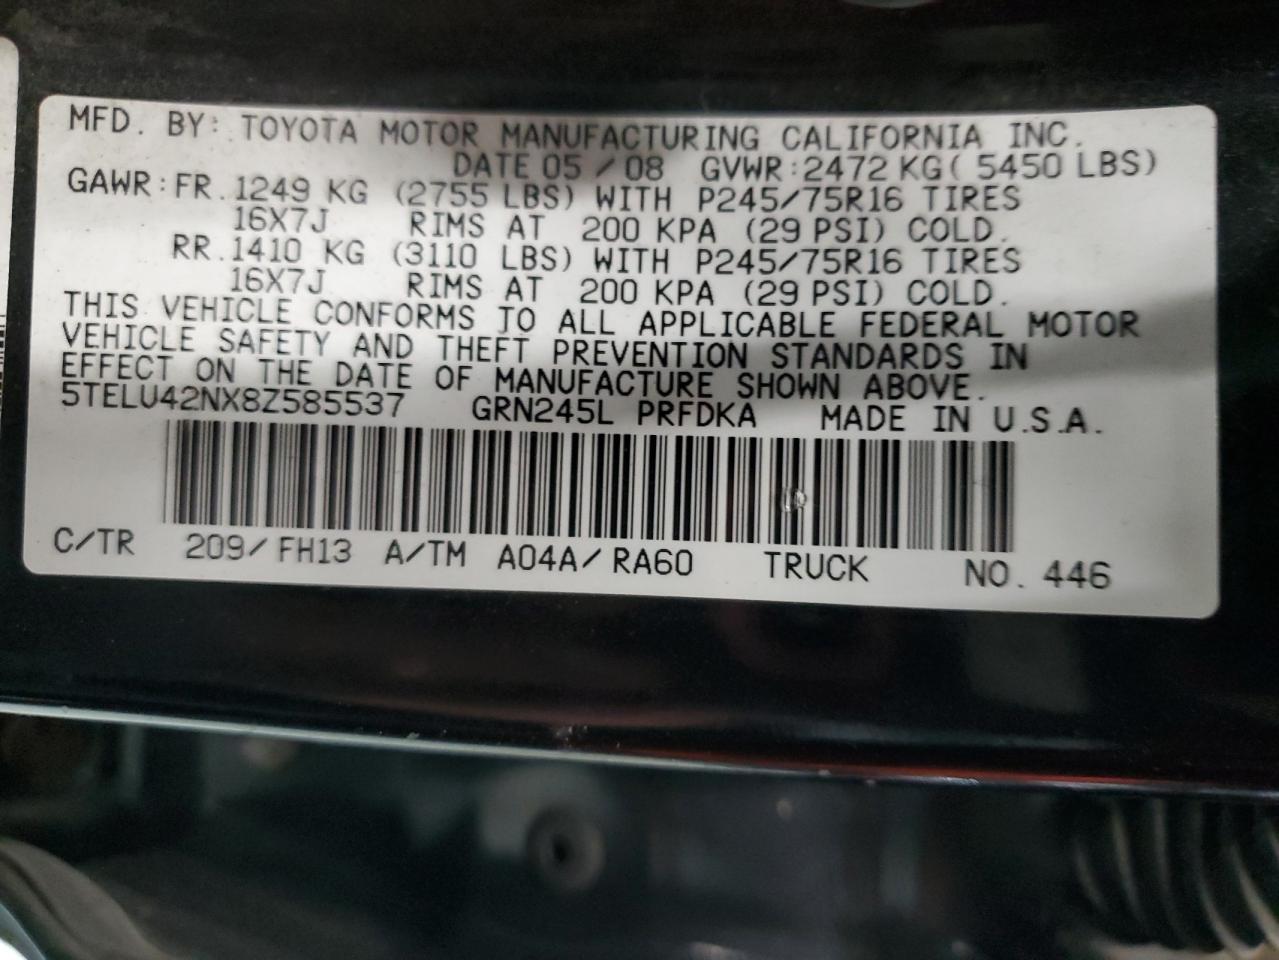 MFD. BY: TOYOTA MOTOR MANUFACTURING CALIFORNIA INC.
DATE 05 / 08 GVWR: 2472 KG ( 5450 LBS)
GAWR: FR. 1249 KG (2755 LBS) WITH P245/75R16 TIRES
16X7J RIMS AT 200 KPA (29 PSI) COLD.
RR. 1410 KG (3110 LBS) WITH P245/75R16 TIRES
16X7J RIMS AT 200 KPA (29 PSI) COLD.
THIS VEHICLE CONFORMS TO ALL APPLICABLE FEDERAL MOTOR
VEHICLE SAFETY AND THEFT PREVENTION STANDARDS IN
EFFECT ON THE DATE OF MANUFACTURE SHOWN ABOVE.
5TELU42NX8Z585537 GRN245L PRFDKA MADE IN U.S.A.
C/TR 209/FH13 A/TM A04A/RA60 TRUCK NO. 446